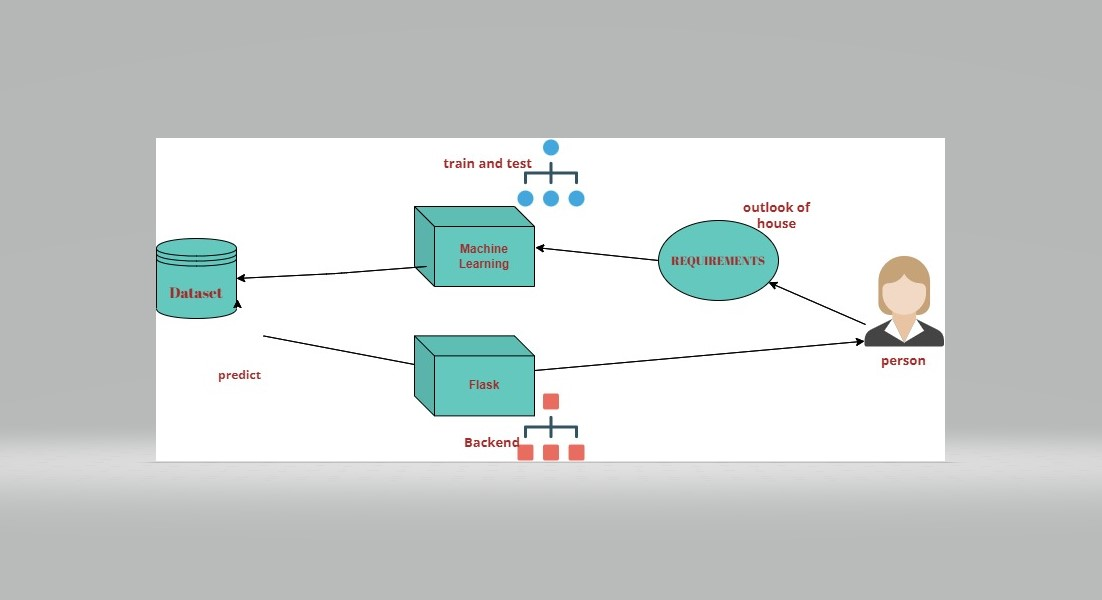 train and test
outlook of
house
Machine
Learning
REQUIREMENTS
Dataset
person
predict
Flask
Backend